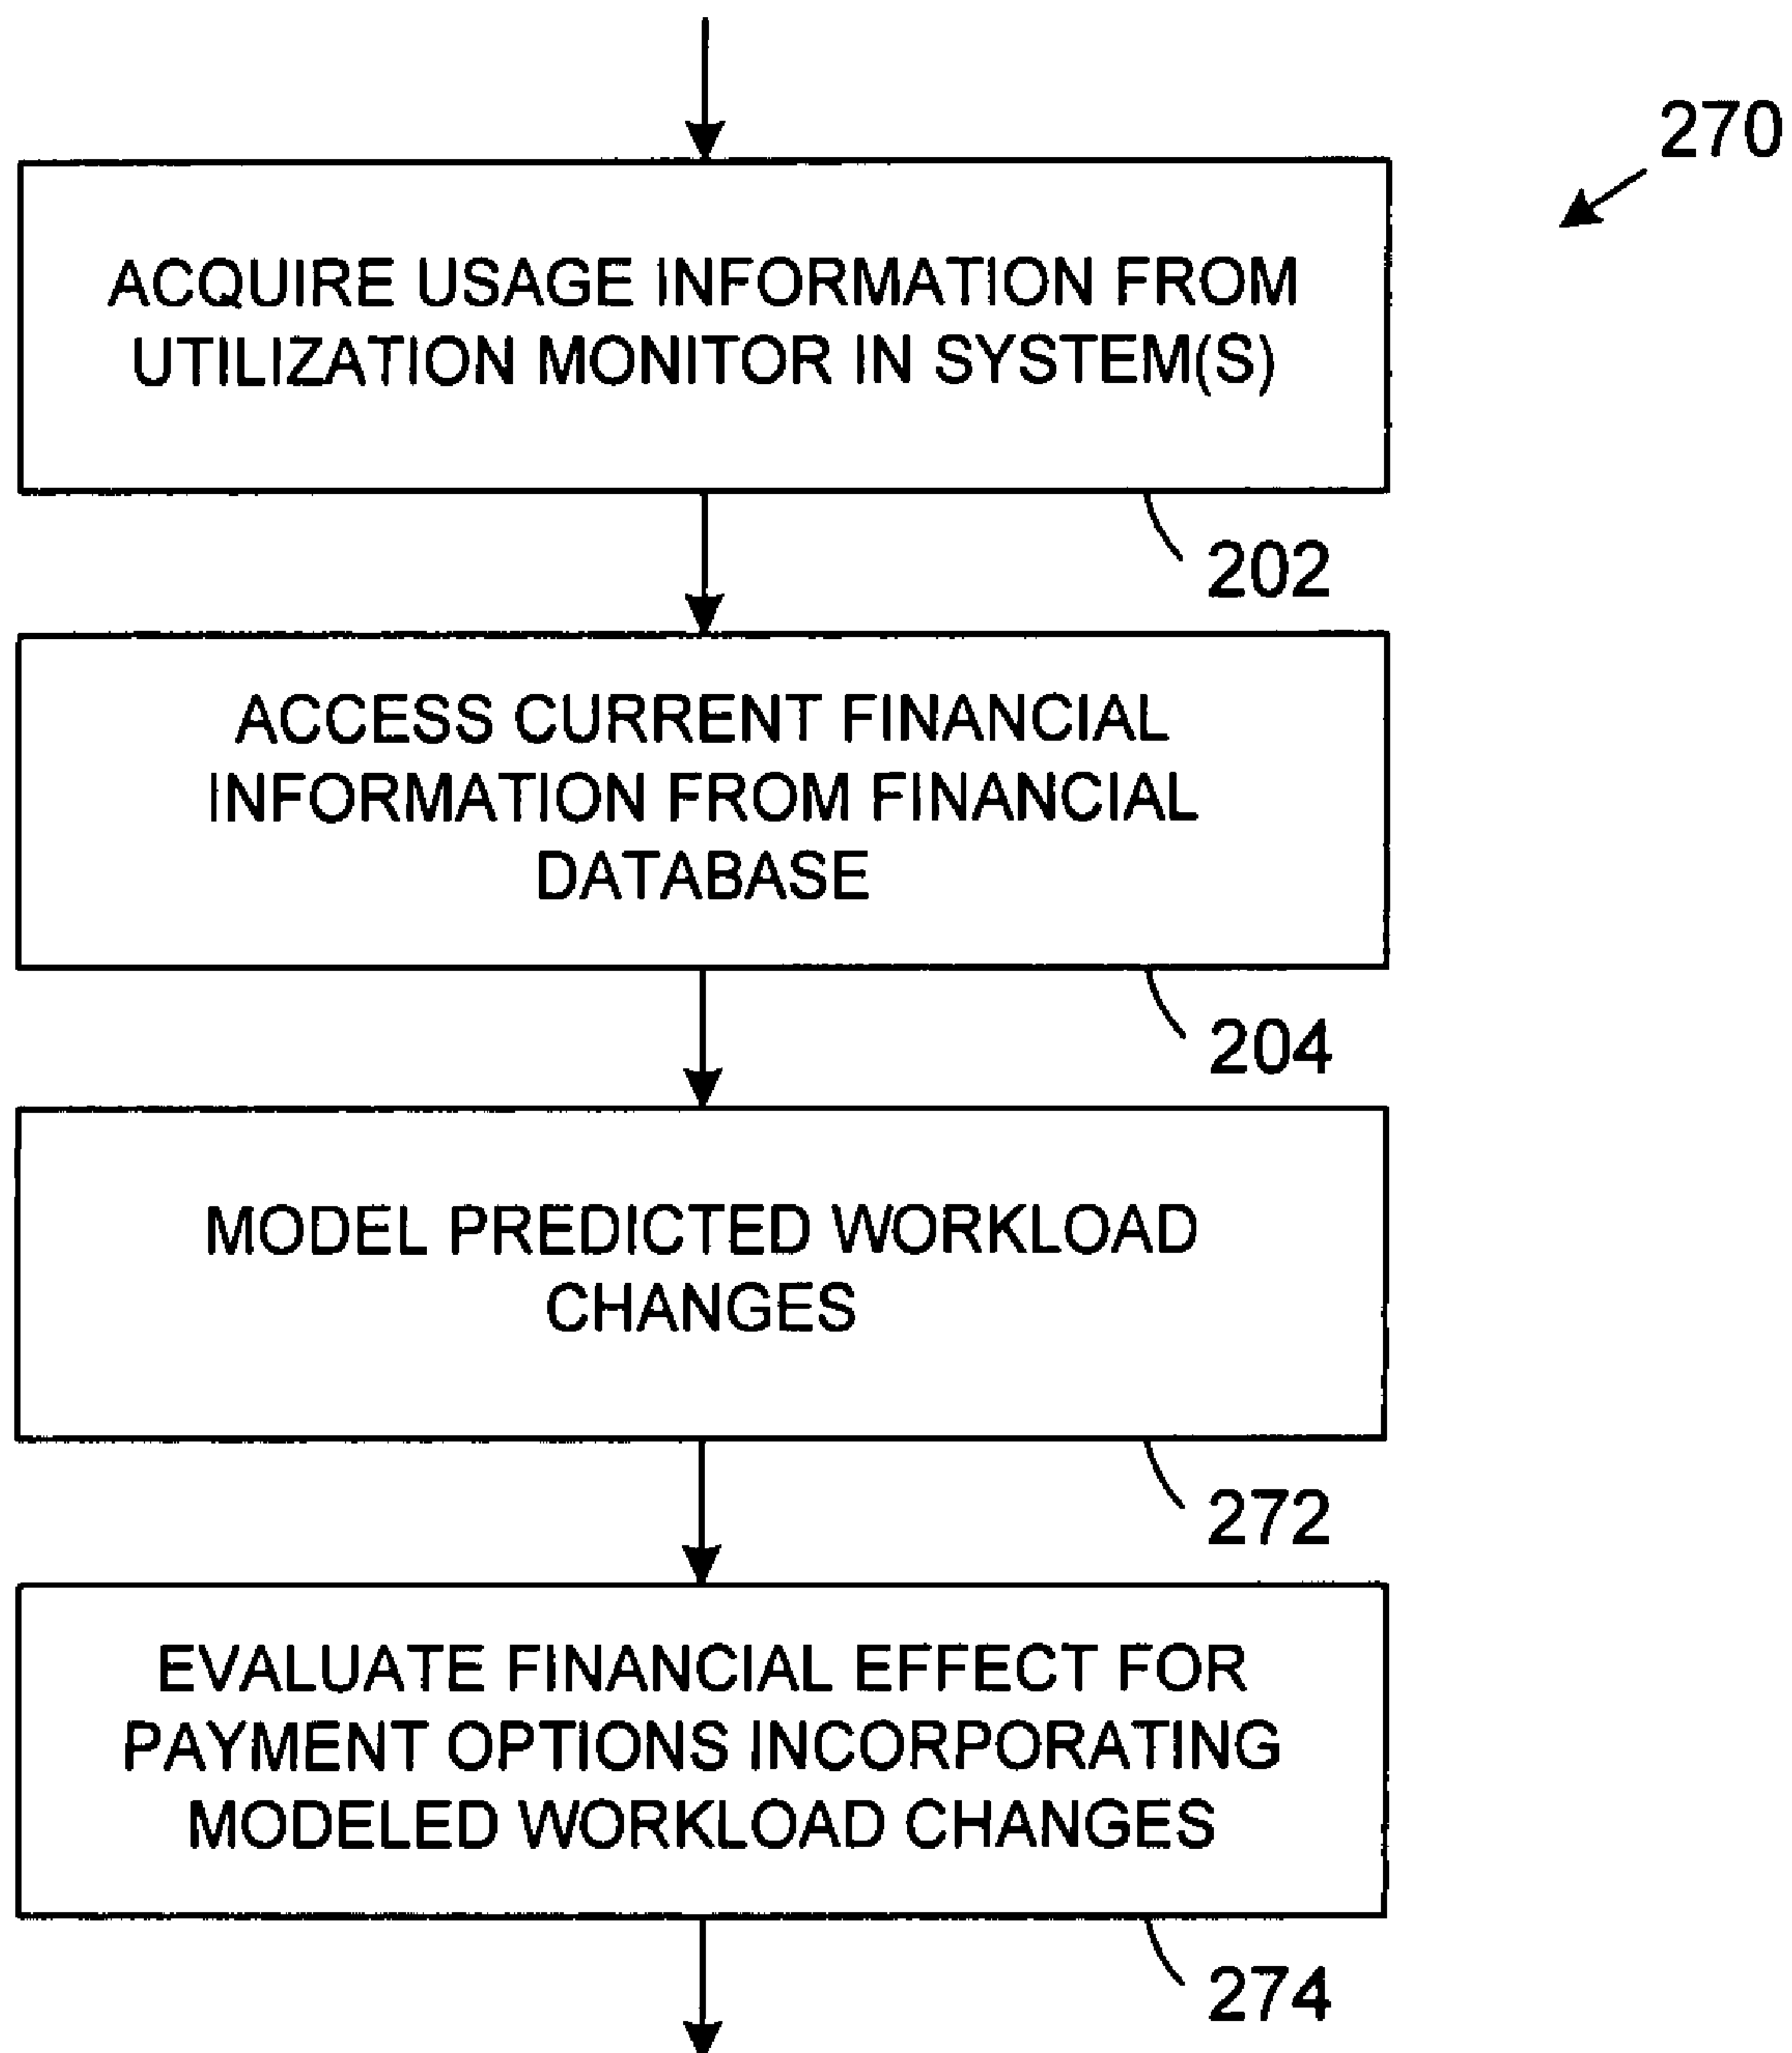 270
ACQUIRE USAGE INFORMATION FROM
UTILIZATION MONITOR IN SYSTEM(S)
202
ACCESS CURRENT FINANCIAL
INFORMATION FROM FINANCIAL
DATABASE
204
MODEL PREDICTED WORKLOAD
CHANGES
272
EVALUATE FINANCIAL EFFECT FOR
PAYMENT OPTIONS INCORPORATING
MODELED WORKLOAD CHANGES
274